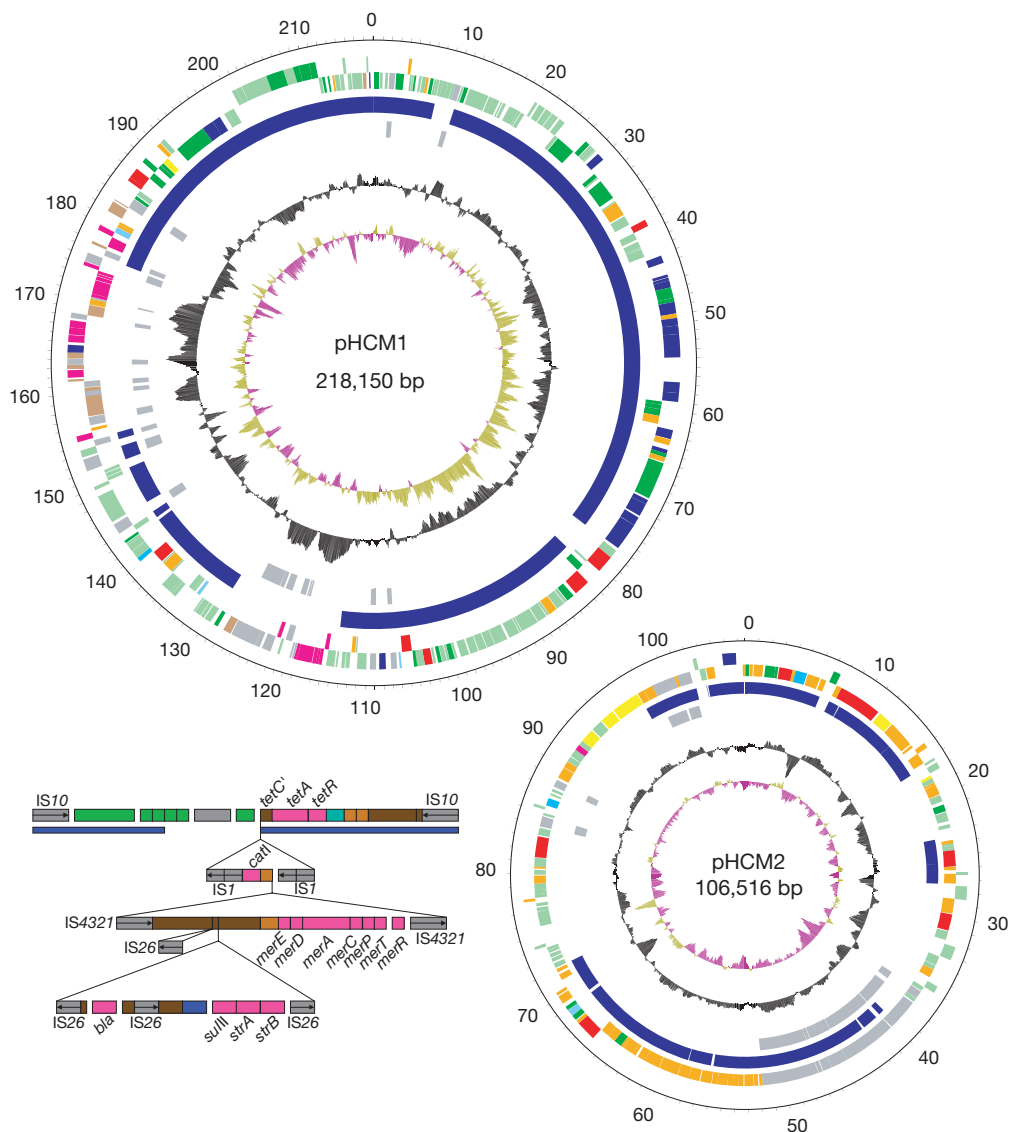 0
10
20
30
40
50
60
70
80
90
100
110
120
130
140
150
160
170
180
190
200
210
pHCM1
218,150 bp
0
10
20
30
40
50
60
70
80
90
100
pHCM2
106,516 bp
IS10
tetC'
tetA
tetR
IS10
IS1
catI
IS1
IS4321
IS26
merE
merD
merA
merC
merP
merT
merR
IS4321
IS26
bla
IS26
sulII
strA
strB
IS26